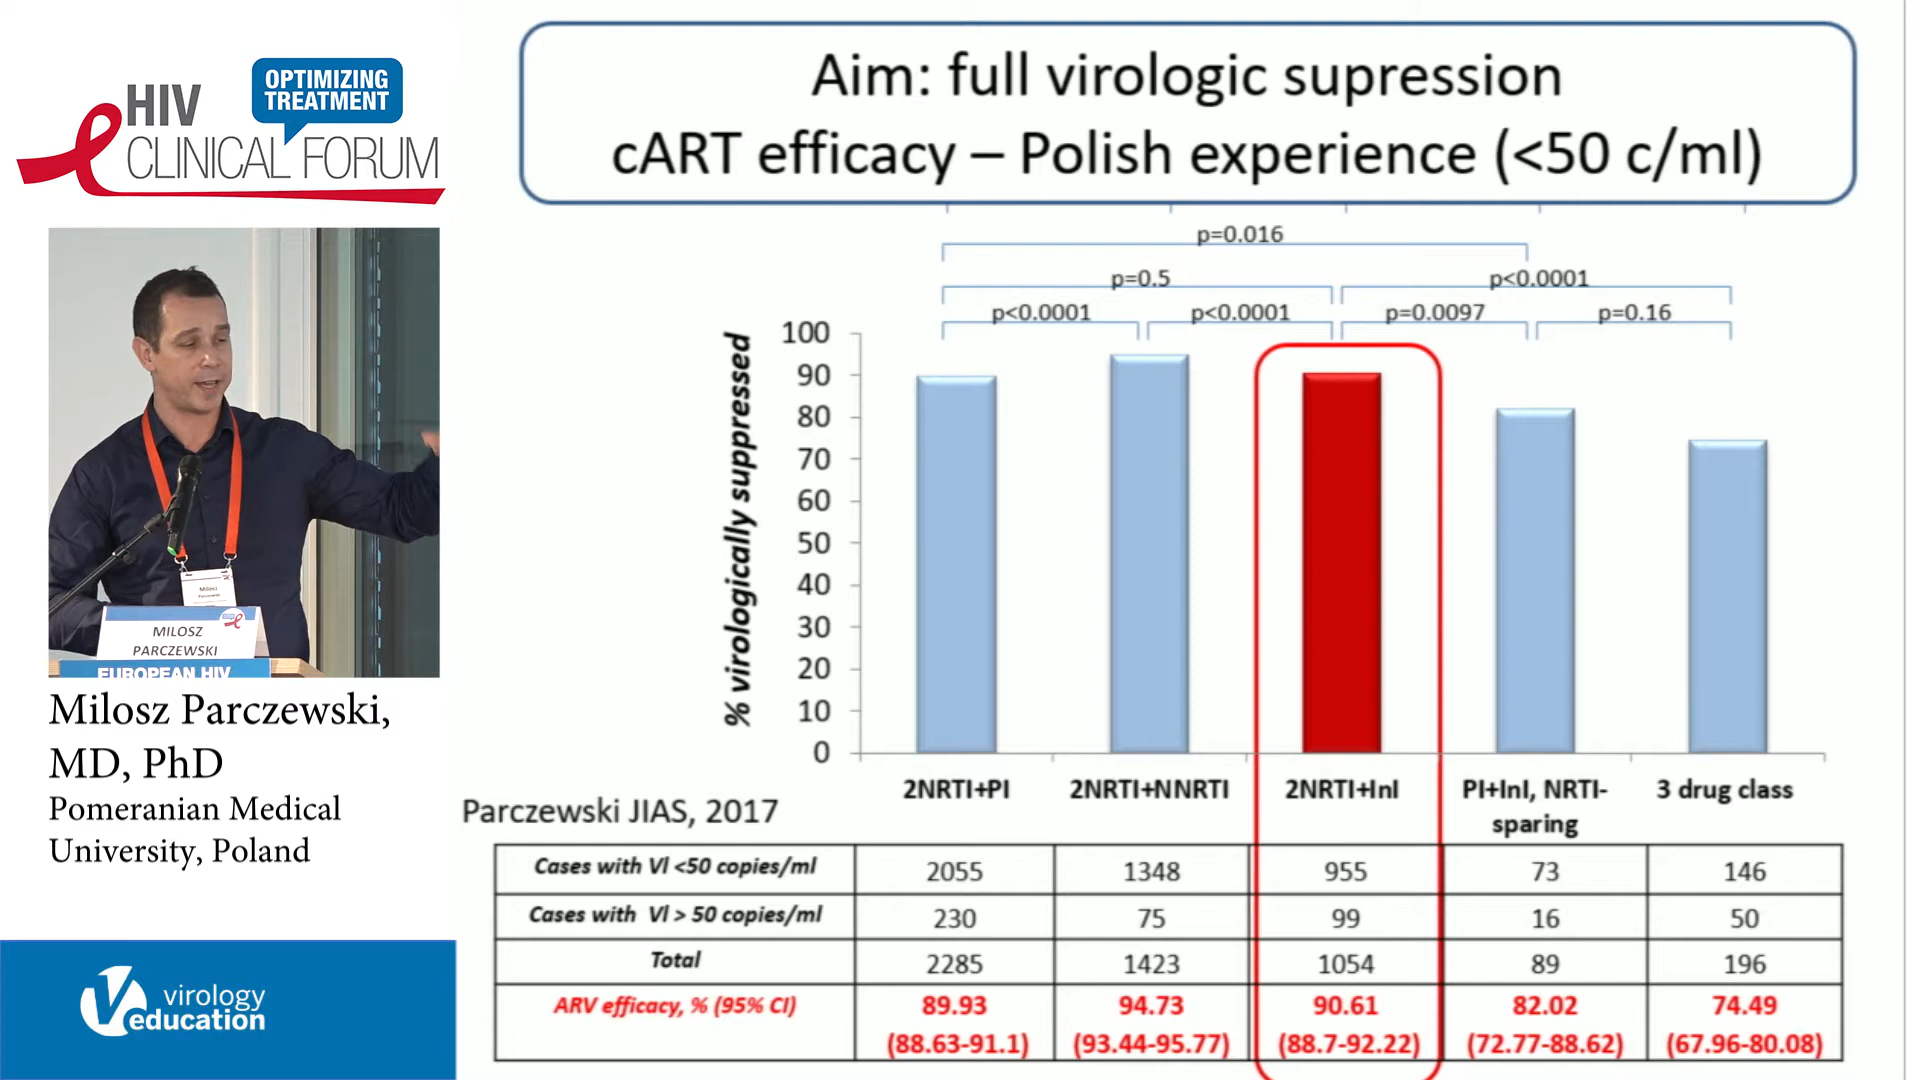 OPTIMIZING
TREATMENT
HIV
CLINICAL FORUM
MILOSZ
PARCZEWSKI
EUROPEAN HIV
Milosz Parczewski,
MD, PhD
Pomeranian Medical
University, Poland
virology
education
Aim: full virologic supression
cART efficacy – Polish experience (<50 c/ml)
p=0.016
p=0.5
p<0.0001
p<0.0001
p<0.0001
p=0.0097
p=0.16
% virologically suppressed
100
90
80
70
60
50
40
30
20
10
0
2NRTI+PI
2NRTI+NNRTI
2NRTI+InI
PI+InI, NRTI-
sparing
3 drug class
Parczewski JIAS, 2017
Cases with Vl <50 copies/ml 2055 1348 955 73 146
Cases with Vl > 50 copies/ml 230 75 99 16 50
Total 2285 1423 1054 89 196
ARV efficacy, % (95% CI) 89.93 94.73 90.61 82.02 74.49
(88.63-91.1) (93.44-95.77) (88.7-92.22) (72.77-88.62) (67.96-80.08)